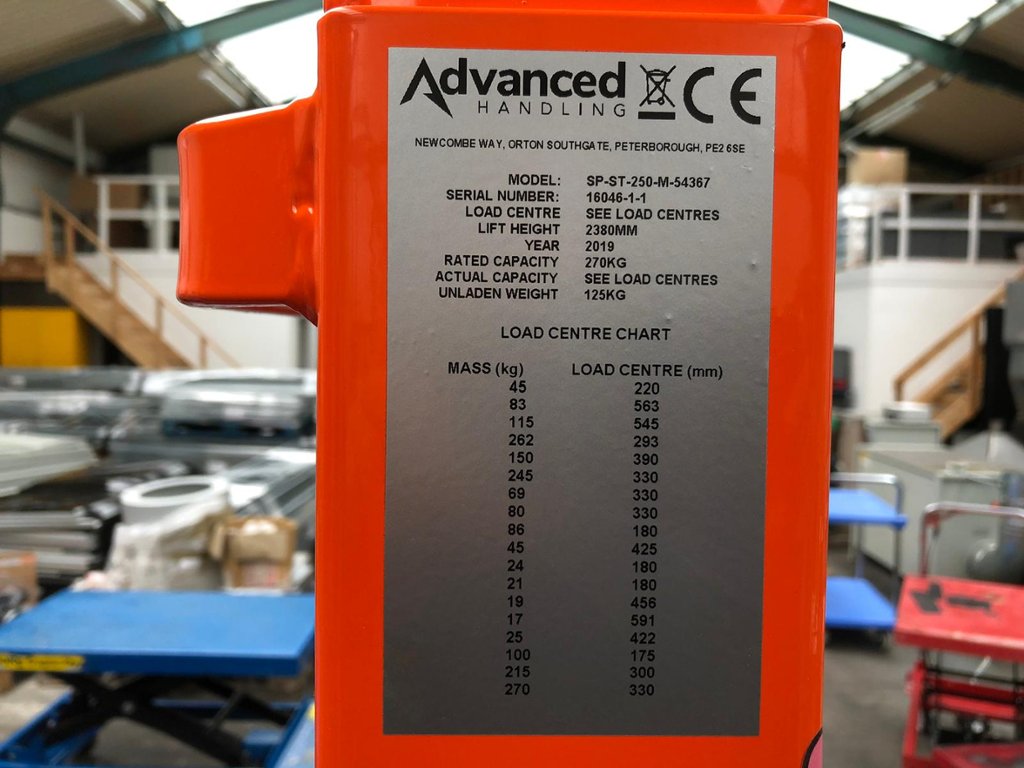 Advanced
HANDLING
CE
NEWCOMBE WAY, ORTON SOUTHGATE, PETERBOROUGH, PE2 6SE
MODEL: SP-ST-250-M-54367
SERIAL NUMBER: 16046-1-1
LOAD CENTRE SEE LOAD CENTRES
LIFT HEIGHT 2380MM
YEAR 2019
RATED CAPACITY 270KG
ACTUAL CAPACITY SEE LOAD CENTRES
UNLADEN WEIGHT 125KG
LOAD CENTRE CHART
MASS (kg) LOAD CENTRE (mm)
45 220
83 563
115 545
262 293
150 390
245 330
69 330
80 330
86 180
45 425
24 180
21 180
19 456
17 591
25 422
100 175
215 300
270 330